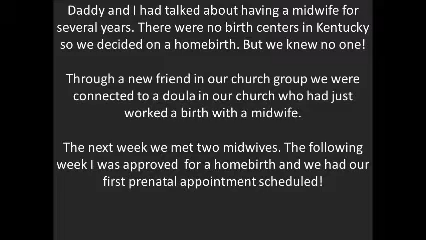 Daddy and I had talked about having a midwife for
several years. There were no birth centers in Kentucky
so we decided on a homebirth. But we knew no one!
Through a new friend in our church group we were
connected to a doula in our church who had just
worked a birth with a midwife.
The next week we met two midwives. The following
week I was approved for a homebirth and we had our
first prenatal appointment scheduled!